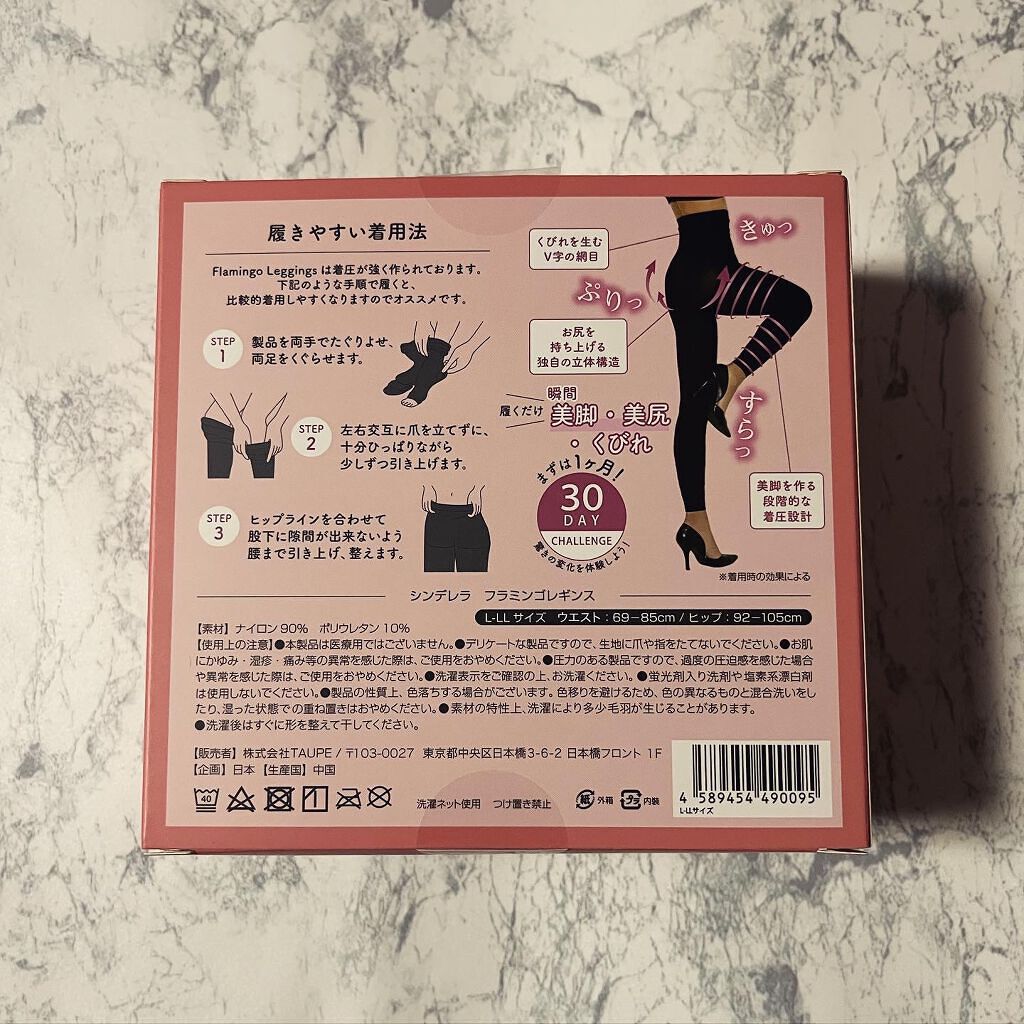 履きやすい着用法
Flamingo Leggings は着圧が強く作られております。
下記のような手順で履くと、
比較的着用しやすくなりますのでオススメです。
STEP
1
製品を両手でたぐりよせ、
両足をくぐらせます。
STEP
2
左右交互に爪を立てずに、
十分ひっぱりながら
少しずつ引き上げます。
STEP
3
ヒップラインを合わせて
股下に隙間が出来ないよう
腰まで引き上げ、整えます。
くびれを生む
V字の網目
きゅっ
ぷりっ
お尻を
持ち上げる
独自の立体構造
履くだけ
瞬間
美脚・美尻
・くびれ
すらっ
まずは1ヶ月!
30
DAY
CHALLENGE
驚きの変化を体験しよう!
美脚を作る
段階的な
着圧設計
※着用時の効果による
シンデレラ フラミンゴレギンス
L-LL サイズ ウエスト:69−85cm / ヒップ:92−105cm
【素材】ナイロン 90% ポリウレタン 10%
【使用上の注意】●本製品は医療用ではございません。●デリケートな製品ですので、生地に爪や指をたてないでください。●お肌
にかゆみ・湿疹・痛み等の異常を感じた際は、ご使用をおやめください。●圧力のある製品ですので、過度の圧迫感を感じた場合
や異常を感じた際は、ご使用をおやめください。●洗濯表示をご確認の上、お洗濯ください。●蛍光剤入り洗剤や塩素系漂白剤
は使用しないでください。●製品の性質上、色落ちする場合がございます。色移りを避けるため、色の異なるものと混合洗いをし
たり、湿った状態での重ね置きはおやめください。●素材の特性上、洗濯により多少毛羽が生じることがあります。
●洗濯後はすぐに形を整えて干してください。
【販売者】株式会社TAUPE / 〒103-0027 東京都中央区日本橋3-6-2 日本橋フロント 1F
【企画】日本【生産国】中国
40
洗濯ネット使用 つけ置き禁止
紙 外箱 プラ 内装
4 589454 490095
L-LLサイズ